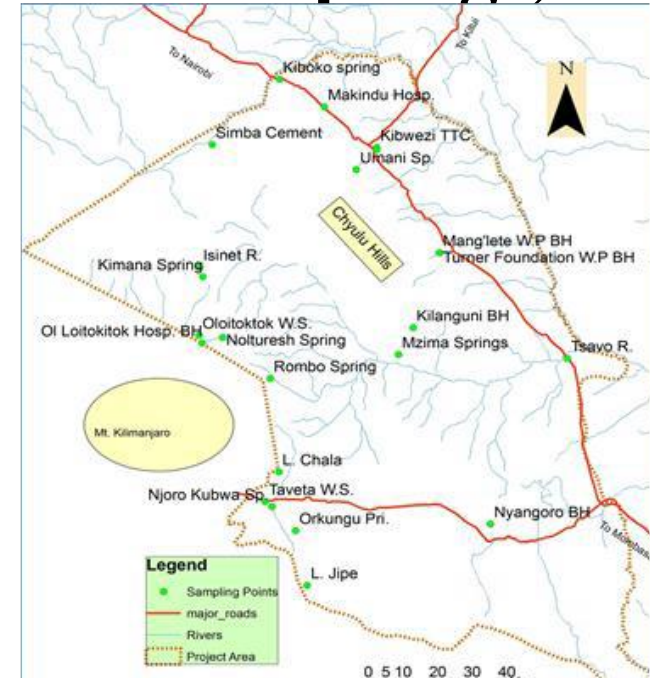 To Nairobi
To Kitui
Kiboko spring
N
Makindu Hosp.
Simba Cement
Kibwezi TTC
Umani Sp.
Chyulu Hills
Mang'lete W.P BH
Turner Foundation W.P BH
Isinet R.
Kimana Spring
Kilanguni BH
Oloitoktok W.S.
Ol Loitokitok Hosp. BH
Nolturesh Spring
Mzima Springs
Tsavo R.
Rombo Spring
Mt. Kilimanjaro
L. Chala
Njoro Kubwa Sp.
Taveta W.S.
Nyangoro BH
Orkungu Pri.
To Mombasa
L. Jipe
Legend
Sampling Points
major_roads
Rivers
Project Area
0 5 10 20 30 40